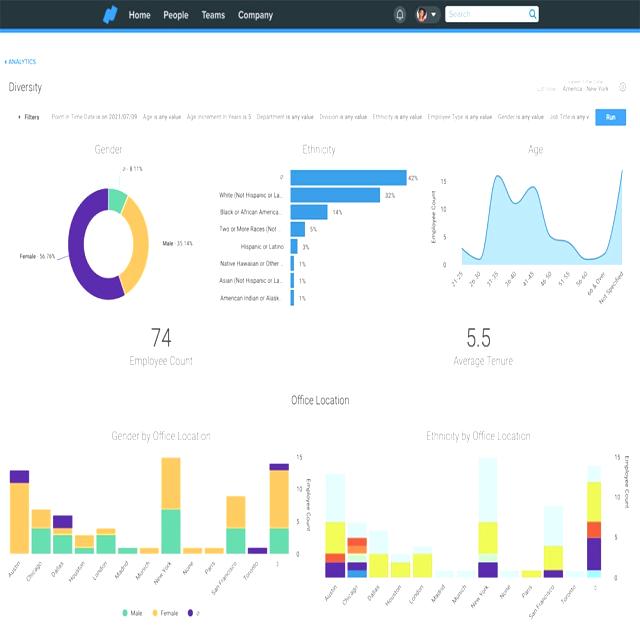 Home People Teams Company Search
ANALYTICS
Diversity
America - New York
Filters Point in Time Date is on 2021/07/09 Age is any value Age Increment in Years is 5 Department is any value Division is any value Ethnicity is any value Employee Type is any value Gender is any value Job Title is any v Run
Gender Ethnicity Age
∅ · 8.11%
Male · 35.14%
Female · 56.76%
∅ 42%
White (Not Hispanic or La... 32%
Black or African America... 14%
Two or More Races (Not ... 5%
Hispanic or Latino 3%
Native Hawaiian or Other ... 1%
Asian (Not Hispanic or La... 1%
American Indian or Alask... 1%
Employee Count
15
10
5
0
21-25 26-30 31-35 36-40 41-45 46-50 51-55 56-60 66 & Over Not Specified
74 5.5
Employee Count Average Tenure
Office Location
Gender by Office Location Ethnicity by Office Location
15
10
5
0
Employee Count
Austin Chicago Dallas Houston London Madrid Munich New York None Paris San Francisco Toronto ∅
Male Female ∅
15
10
5
0
Employee Count
Austin Chicago Dallas Houston London Madrid Munich New York None Paris San Francisco Toronto ∅